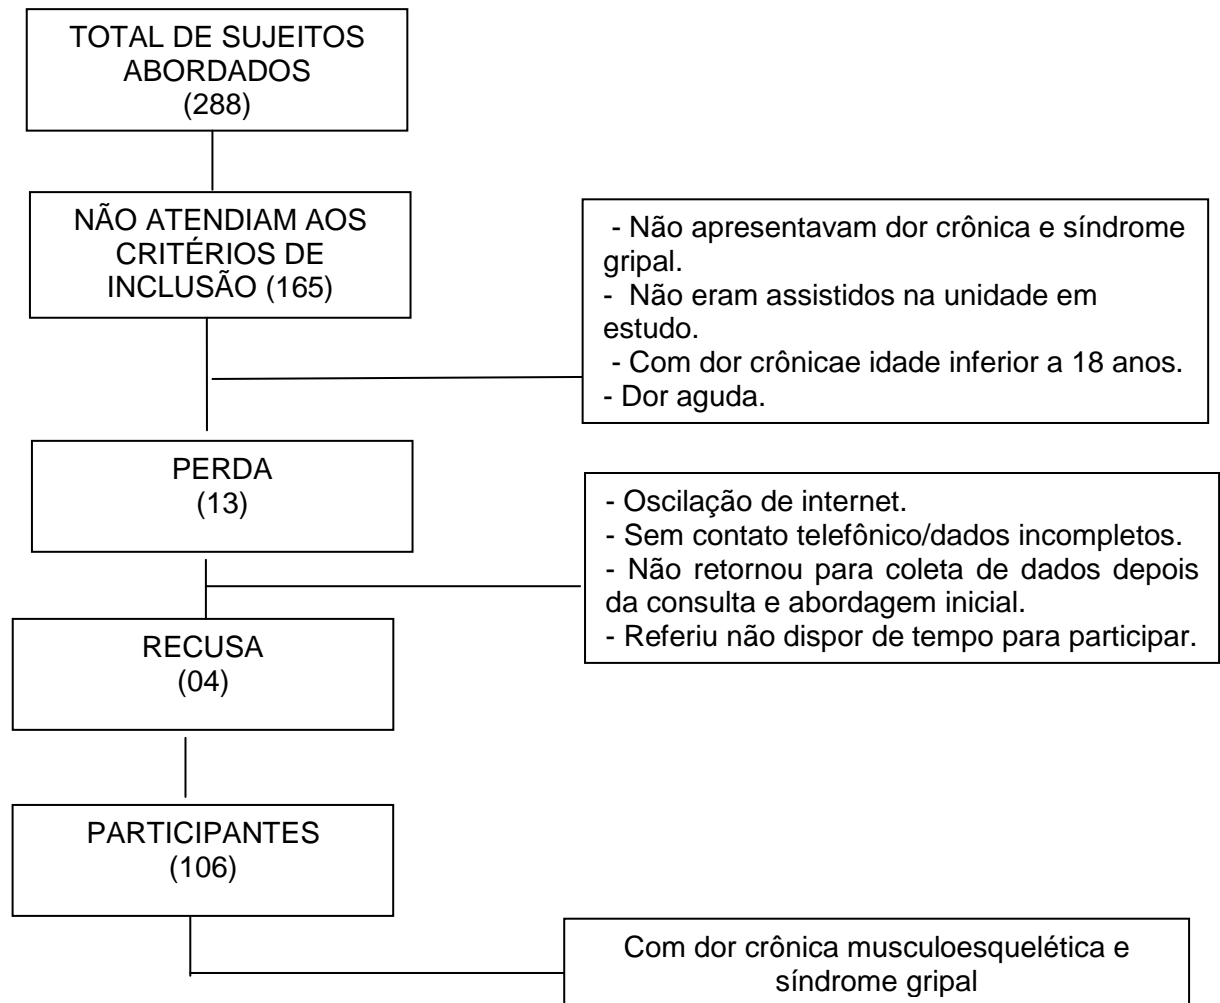 TOTAL DE SUJEITOS
ABORDADOS
(288)
NÃO ATENDIAM AOS
CRITÉRIOS DE
INCLUSÃO (165)
- Não apresentavam dor crônica e síndrome
gripal.
- Não eram assistidos na unidade em
estudo.
- Com dor crônicae idade inferior a 18 anos.
- Dor aguda.
PERDA
(13)
- Oscilação de internet.
- Sem contato telefônico/dados incompletos.
- Não retornou para coleta de dados depois
da consulta e abordagem inicial.
- Referiu não dispor de tempo para participar.
RECUSA
(04)
PARTICIPANTES
(106)
Com dor crônica musculoesquelética e
síndrome gripal